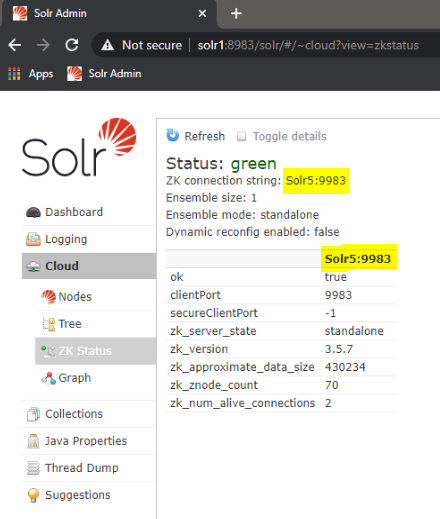 Solr Admin
Not secure solr1:8983/solr/#/~cloud?view=zkstatus
Apps Solr Admin
Solr
Refresh Toggle details
Status: green
ZK connection string: Solr5:9983
Ensemble size: 1
Ensemble mode: standalone
Dynamic reconfig enabled: false
Solr5:9983
ok true
clientPort 9983
secureClientPort -1
zk_server_state standalone
zk_version 3.5.7
zk_approximate_data_size 430234
zk_znode_count 70
zk_num_alive_connections 2
Dashboard
Logging
Cloud
Nodes
Tree
ZK Status
Graph
Collections
Java Properties
Thread Dump
Suggestions